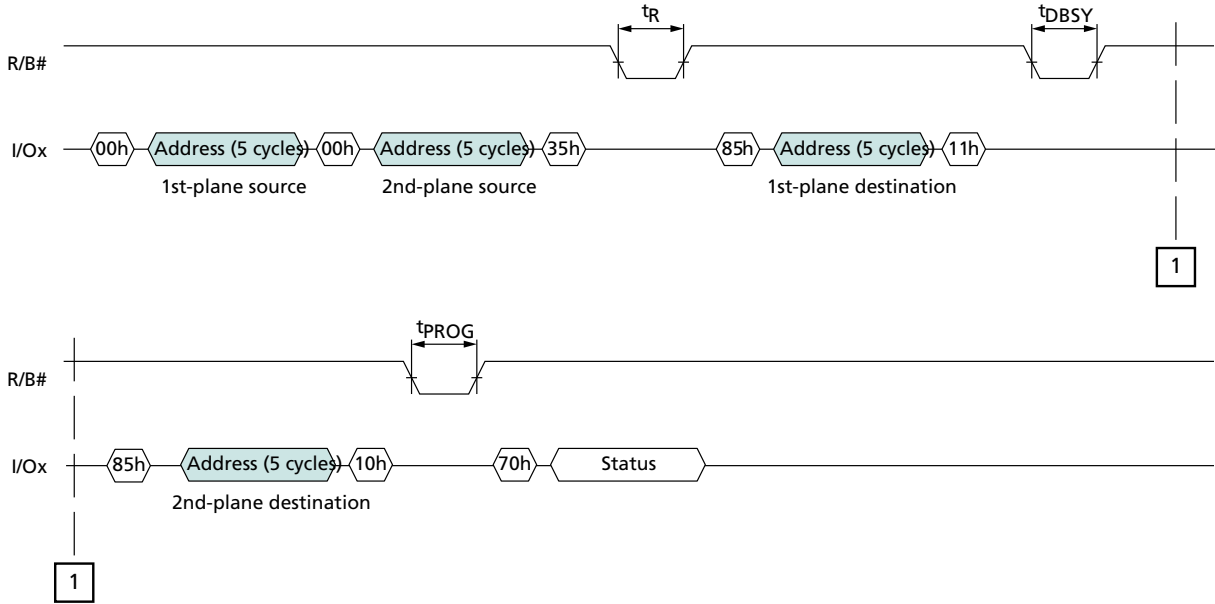 tR tDBSY
R/B#
I/Ox 00h Address (5 cycles) 00h Address (5 cycles) 35h 85h Address (5 cycles) 11h
1st-plane source 2nd-plane source 1st-plane destination
1
tPROG
R/B#
I/Ox 85h Address (5 cycles) 10h 70h Status
2nd-plane destination
1